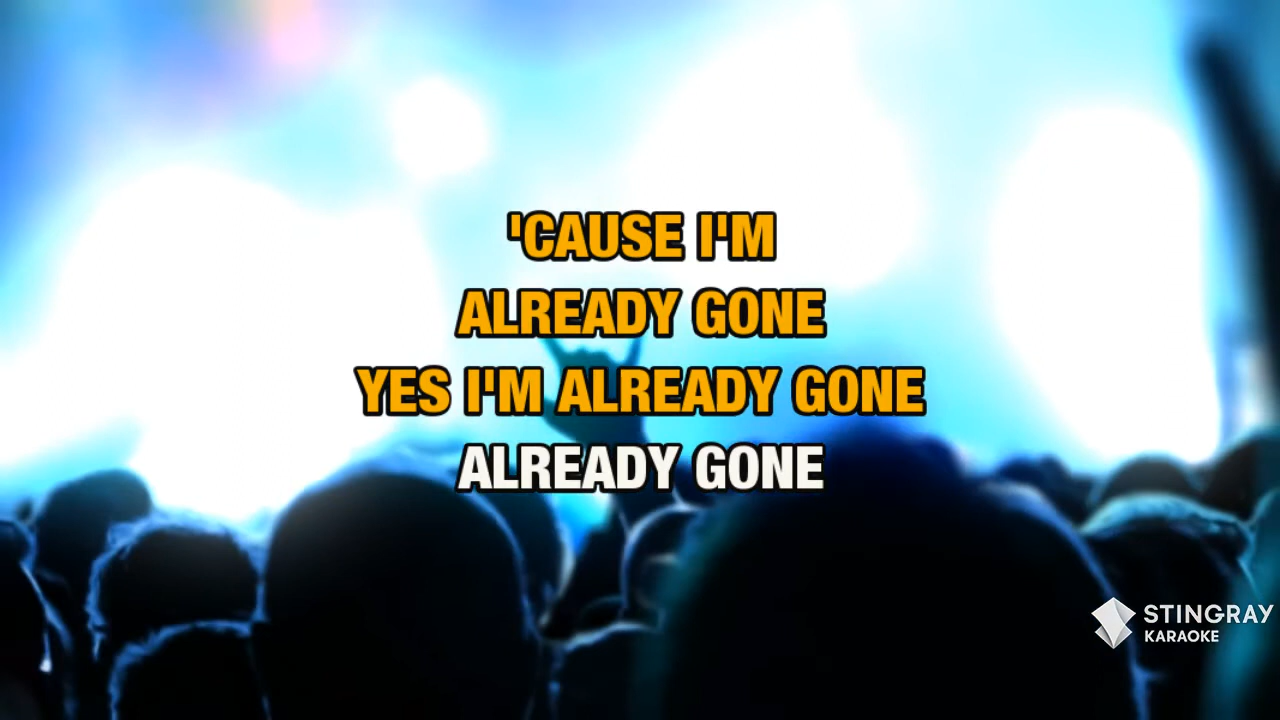 'CAUSE I'M
ALREADY GONE
YES I'M ALREADY GONE
ALREADY GONE
STINGRAY
KARAOKE